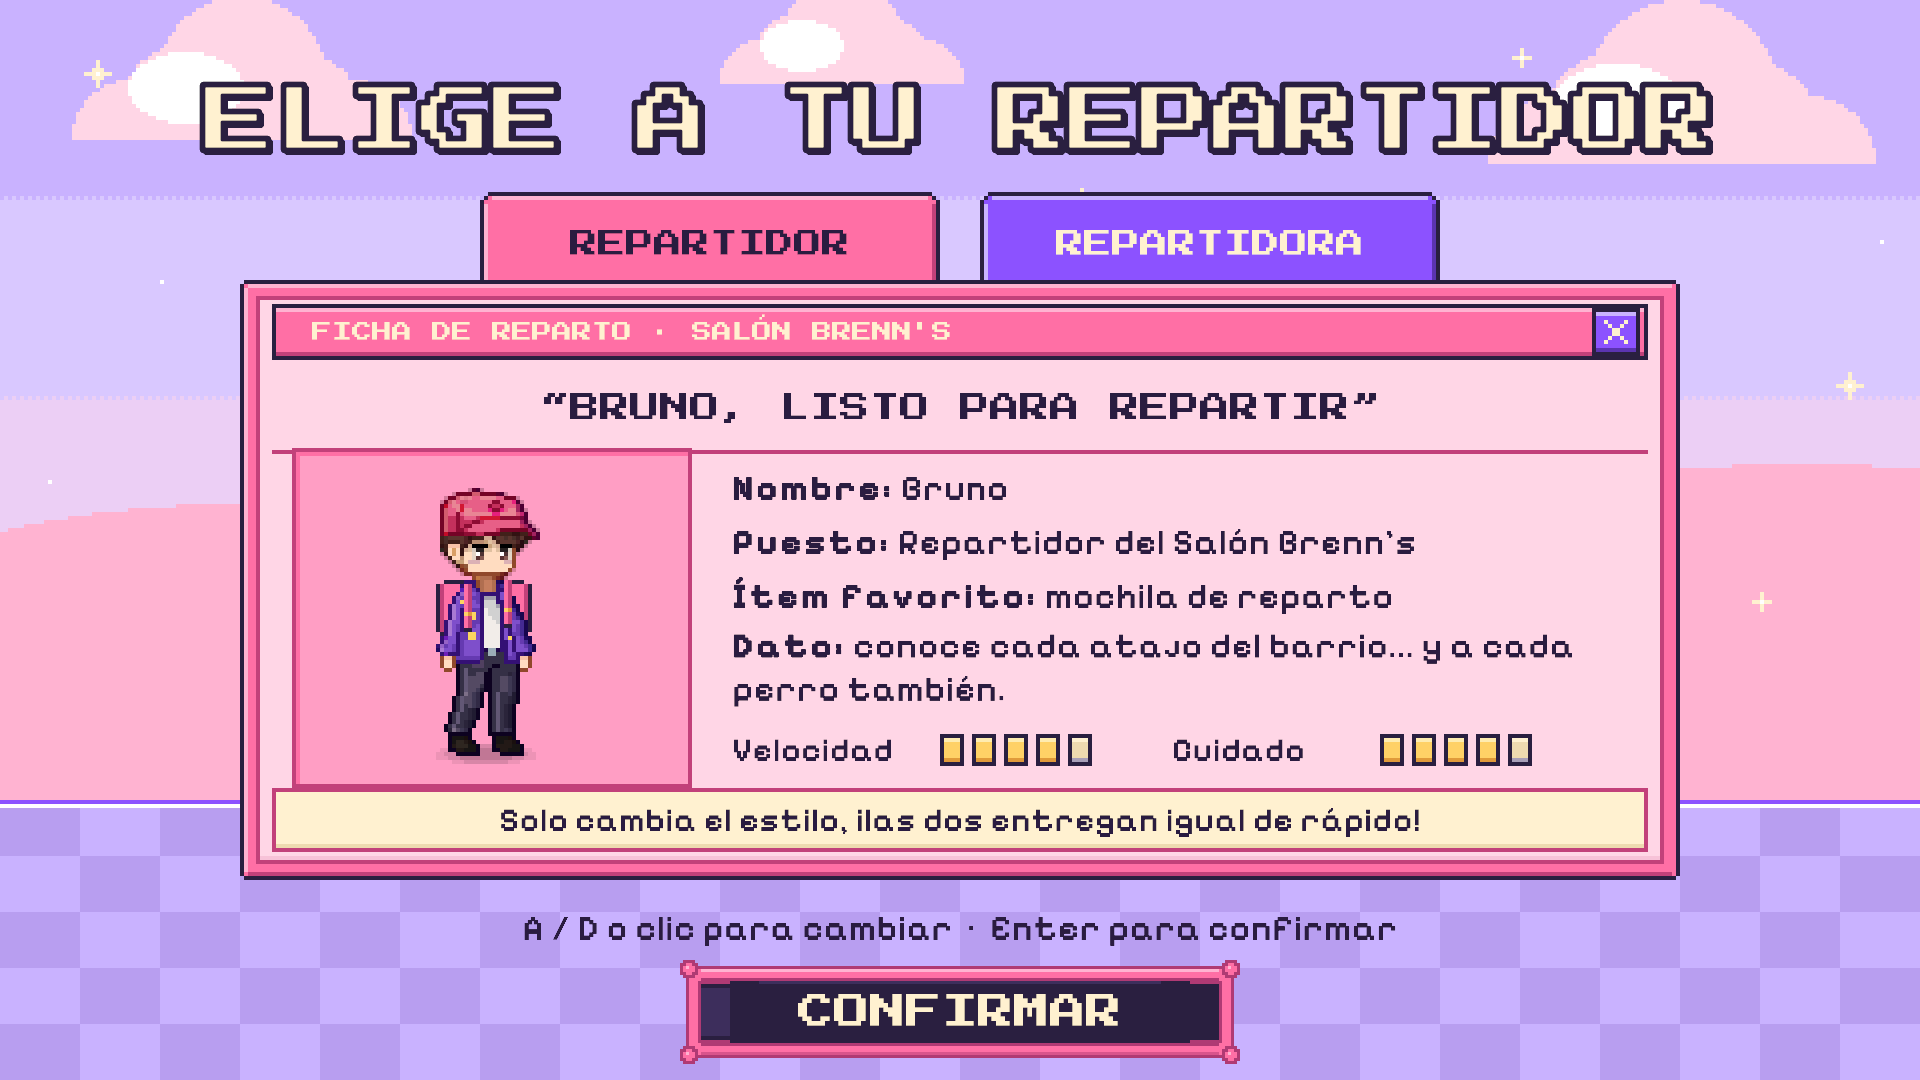 ELIGE A TU REPARTIDOR
REPARTIDOR
REPARTIDORA
FICHA DE REPARTO · SALÓN BRENN'S
X
"BRUNO, LISTO PARA REPARTIR"
Nombre: Bruno
Puesto: Repartidor del Salón Brenn's
Ítem favorito: mochila de reparto
Dato: conoce cada atajo del barrio... y a cada
perro también.
Velocidad
Cuidado
Solo cambia el estilo, ¡las dos entregan igual de rápido!
A / D o clic para cambiar · Enter para confirmar
CONFIRMAR